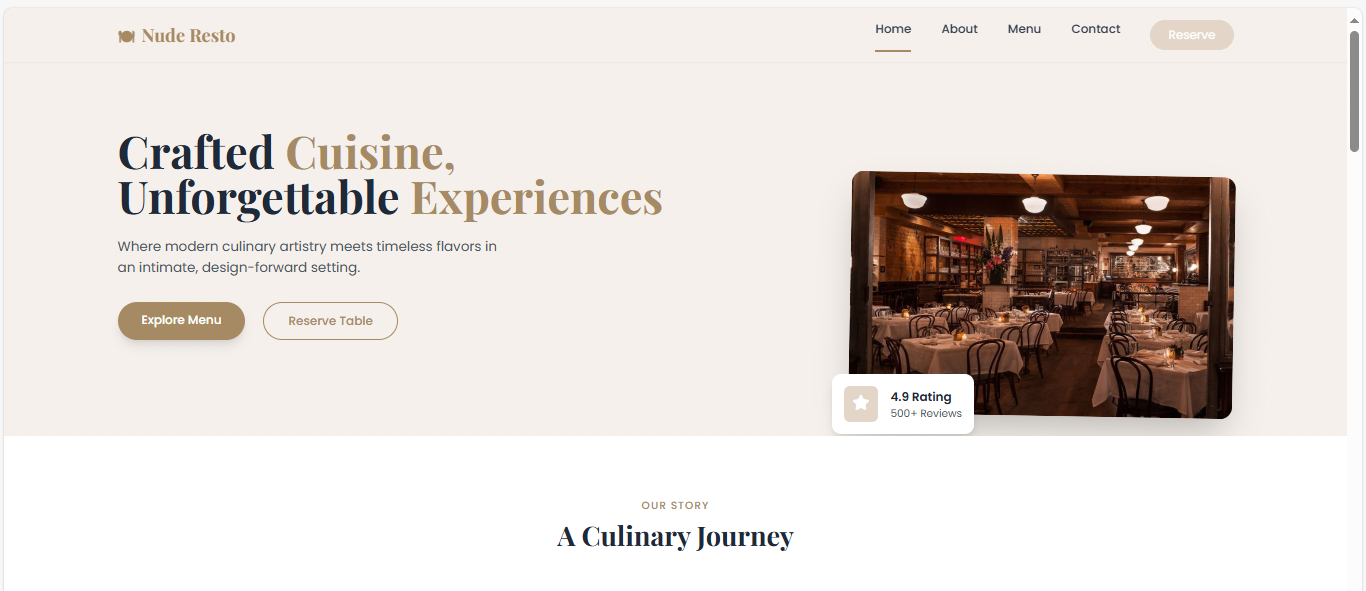 Nude Resto
Home
About
Menu
Contact
Reserve
Crafted Cuisine,
Unforgettable Experiences
Where modern culinary artistry meets timeless flavors in
an intimate, design-forward setting.
Explore Menu
Reserve Table
4.9 Rating
500+ Reviews
OUR STORY
A Culinary Journey